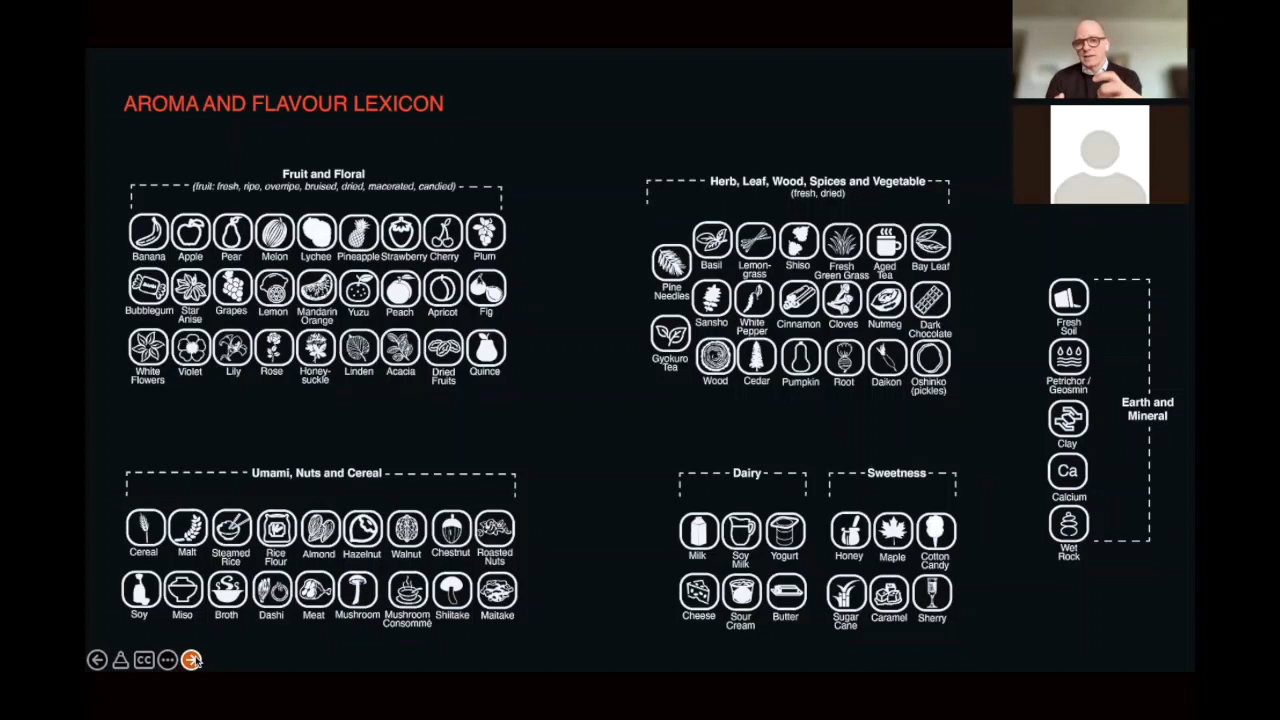 AROMA AND FLAVOUR LEXICON
Fruit and Floral
(fruit: fresh, ripe, overripe, bruised, dried, macerated, candied)
Banana Apple Pear Melon Lychee Pineapple Strawberry Cherry Plum
Bubblegum Star Anise Grapes Lemon Mandarin Orange Yuzu Peach Apricot Fig
White Flowers Violet Lily Rose Honey-suckle Linden Acacia Dried Fruits Quince
Herb, Leaf, Wood, Spices and Vegetable
(fresh, dried)
Pine Needles
Gyokuro Tea
Basil Lemon-grass Shiso Fresh Green Grass Aged Tea Bay Leaf
Sansho White Pepper Cinnamon Cloves Nutmeg Dark Chocolate
Wood Cedar Pumpkin Root Daikon Oshinko (pickles)
Earth and
Mineral
Fresh Soil
Petrichor / Geosmin
Clay
Ca
Calcium
Wet Rock
Umami, Nuts and Cereal
Cereal Malt Steamed Rice Rice Flour Almond Hazelnut Walnut Chestnut Roasted Nuts
Soy Miso Broth Dashi Meat Mushroom Mushroom Consommé Shiitake Maitake
Dairy
Milk Soy Milk Yogurt
Cheese Sour Cream Butter
Sweetness
Honey Maple Cotton Candy
Sugar Cane Caramel Sherry
CC